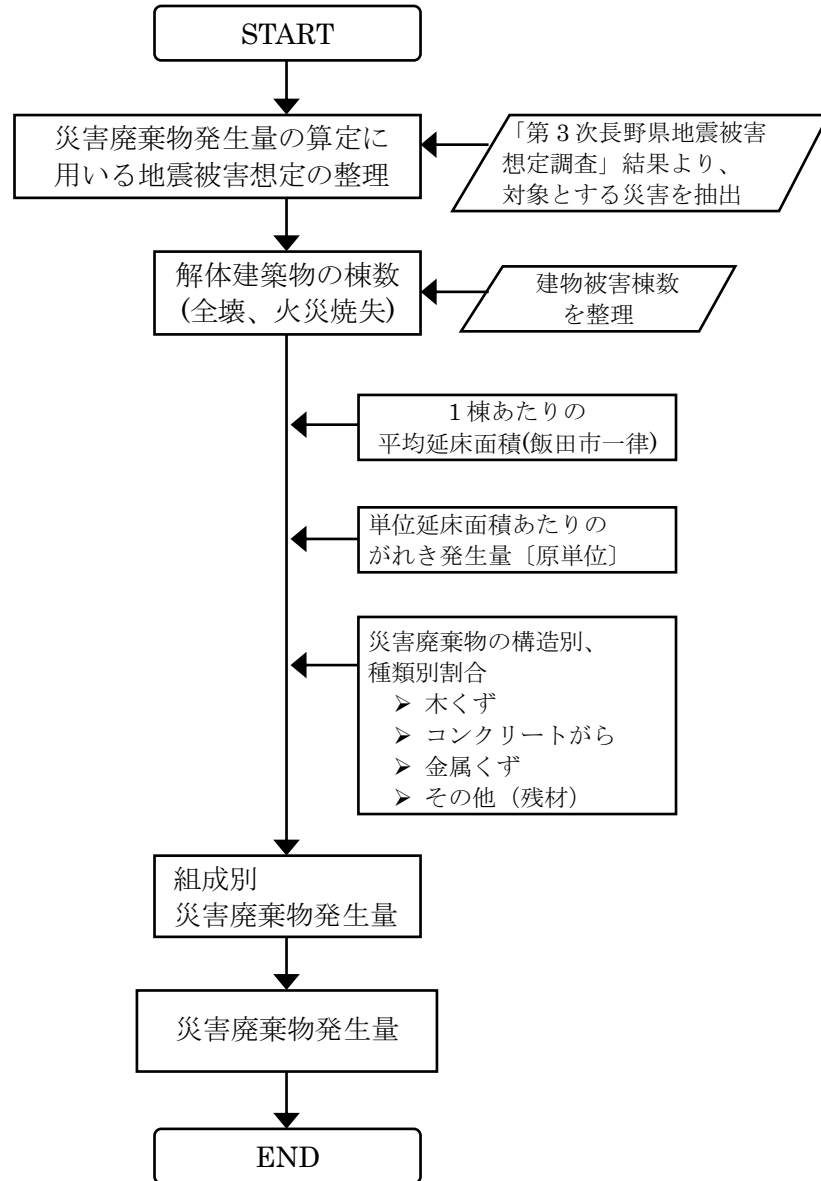 START
災害廃棄物発生量の算定に
用いる地震被害想定の整理
「第３次長野県地震被害
想定調査」結果より、
対象とする災害を抽出
解体建築物の棟数
(全壊、火災焼失)
建物被害棟数
を整理
１棟あたりの
平均延床面積(飯田市一律)
単位延床面積あたりの
がれき発生量〔原単位〕
災害廃棄物の構造別、
種類別割合
➢ 木くず
➢ コンクリートがら
➢ 金属くず
➢ その他（残材）
組成別
災害廃棄物発生量
災害廃棄物発生量
END